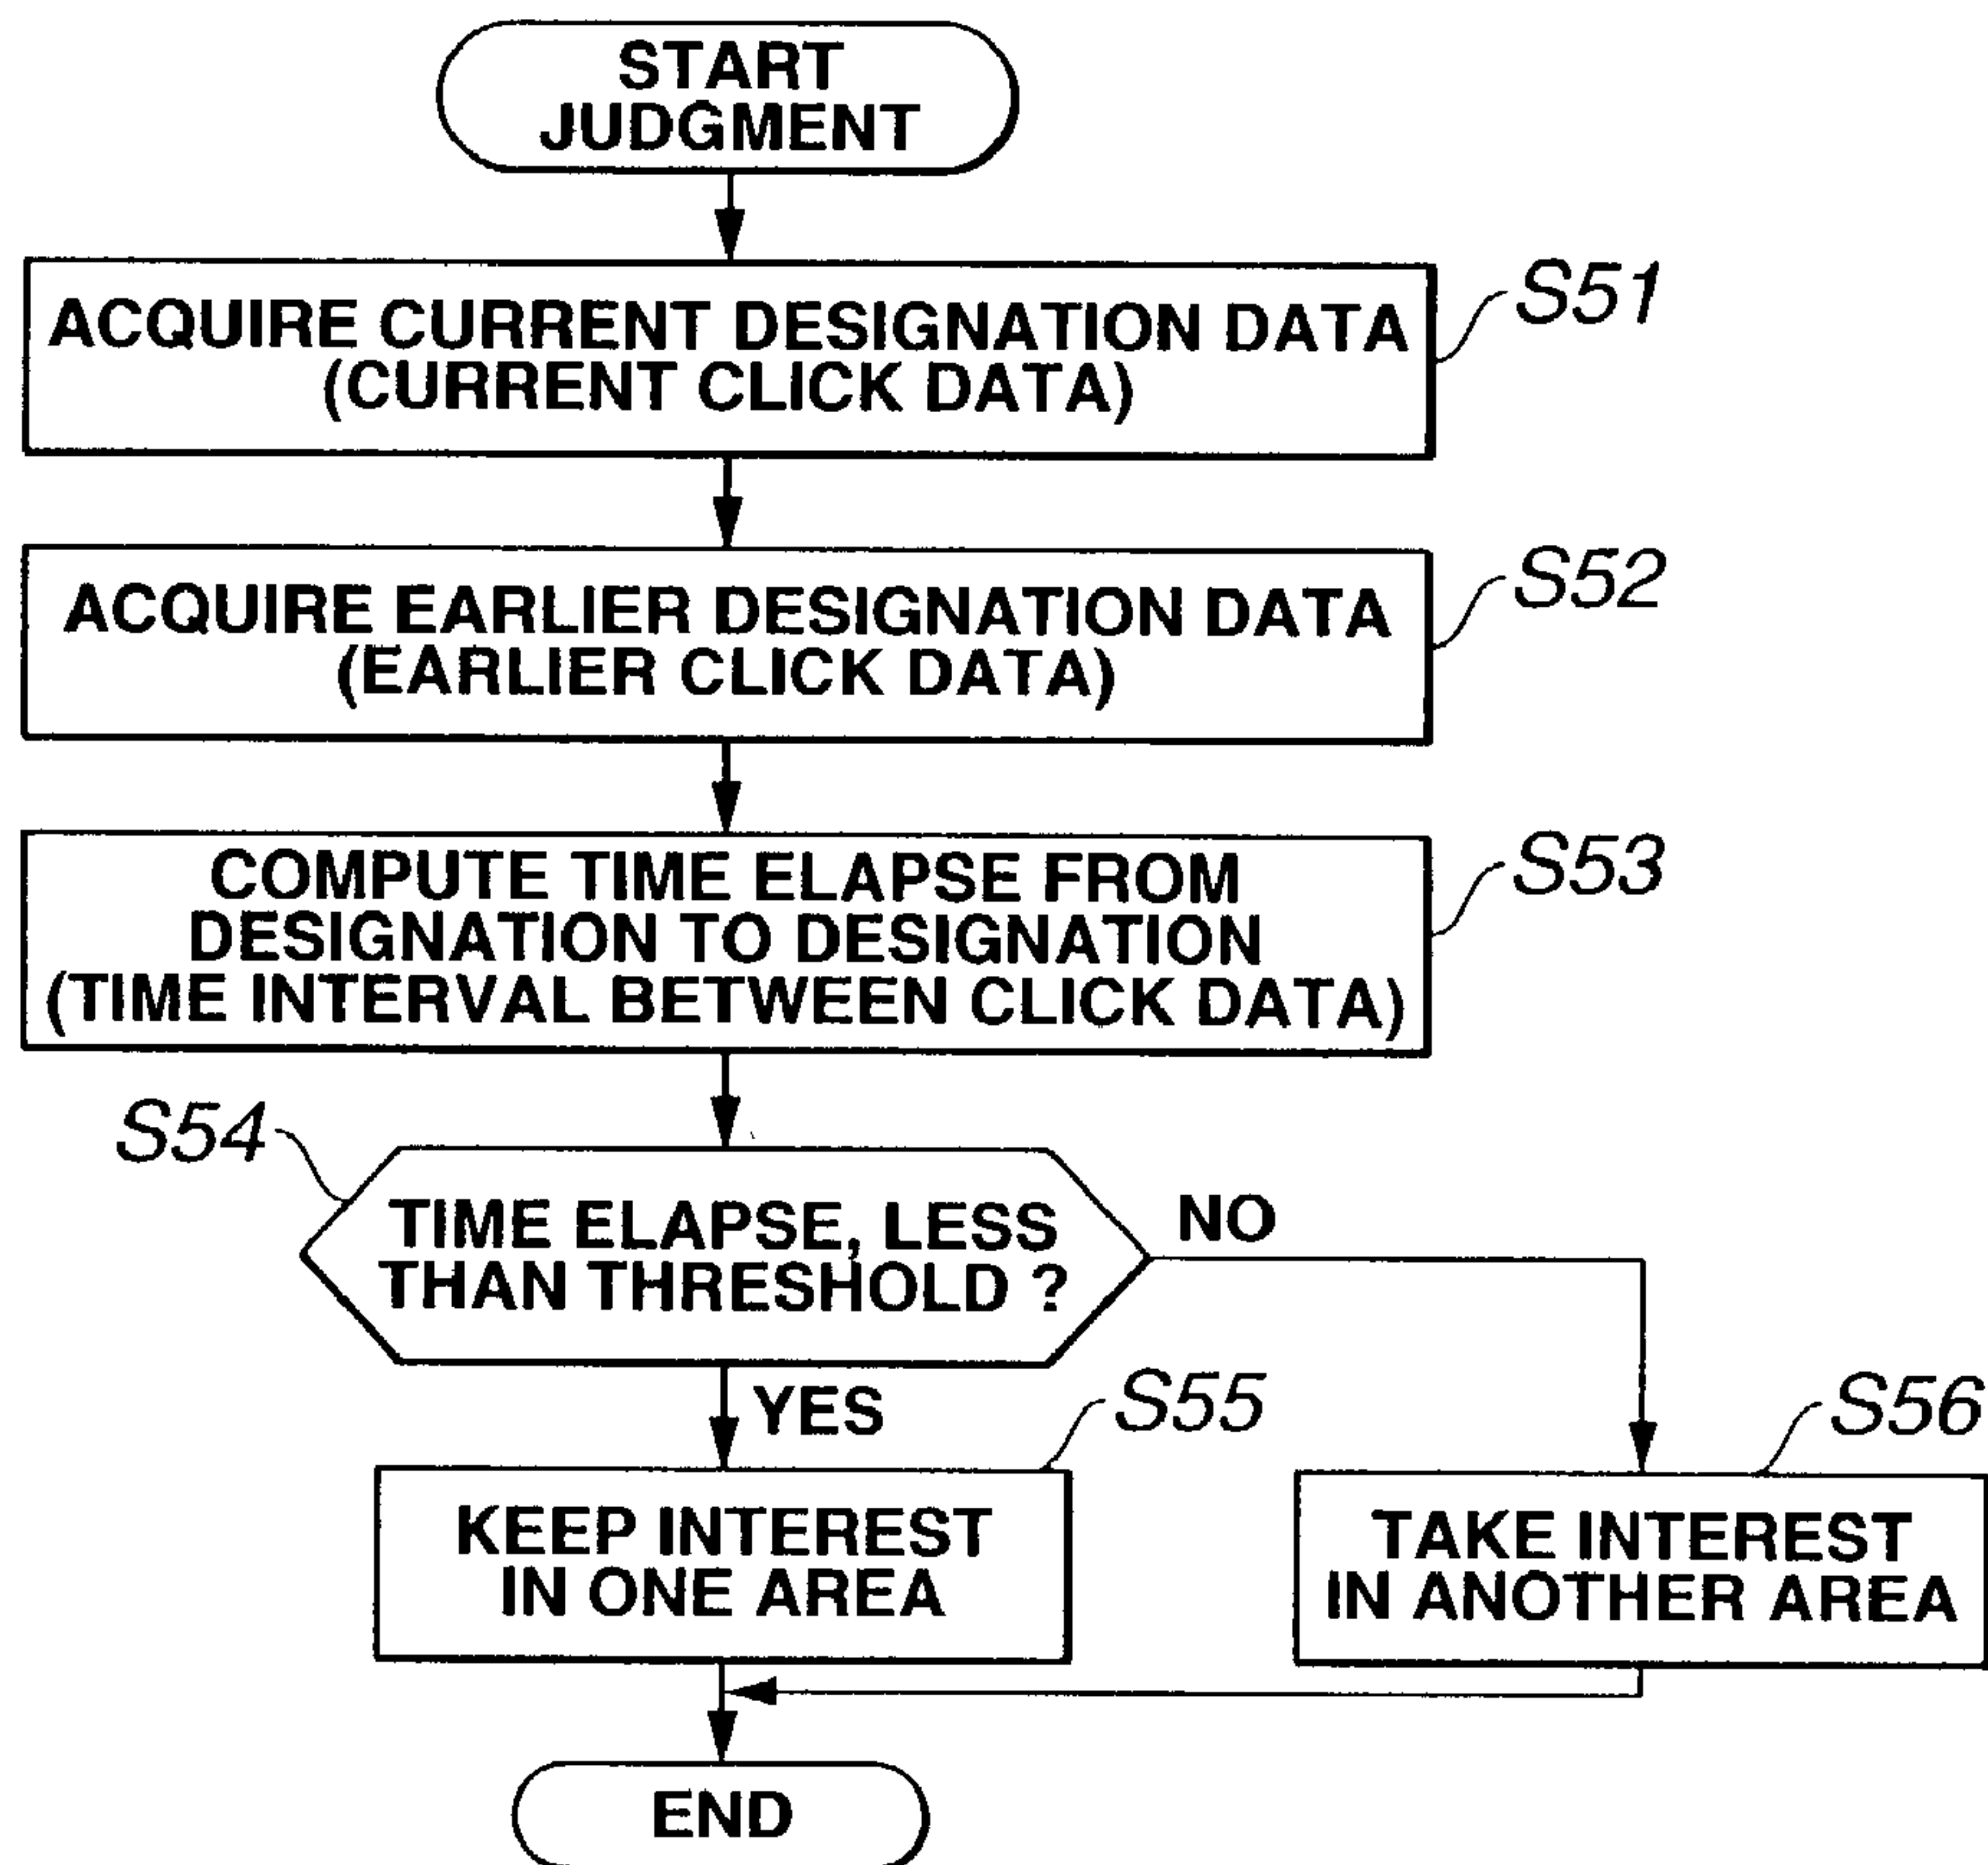 START
JUDGMENT
ACQUIRE CURRENT DESIGNATION DATA
(CURRENT CLICK DATA)
S51
ACQUIRE EARLIER DESIGNATION DATA
(EARLIER CLICK DATA)
S52
COMPUTE TIME ELAPSE FROM
DESIGNATION TO DESIGNATION
(TIME INTERVAL BETWEEN CLICK DATA)
S53
S54
TIME ELAPSE, LESS
THAN THRESHOLD ?
NO
YES
S55
KEEP INTEREST
IN ONE AREA
S56
TAKE INTEREST
IN ANOTHER AREA
END